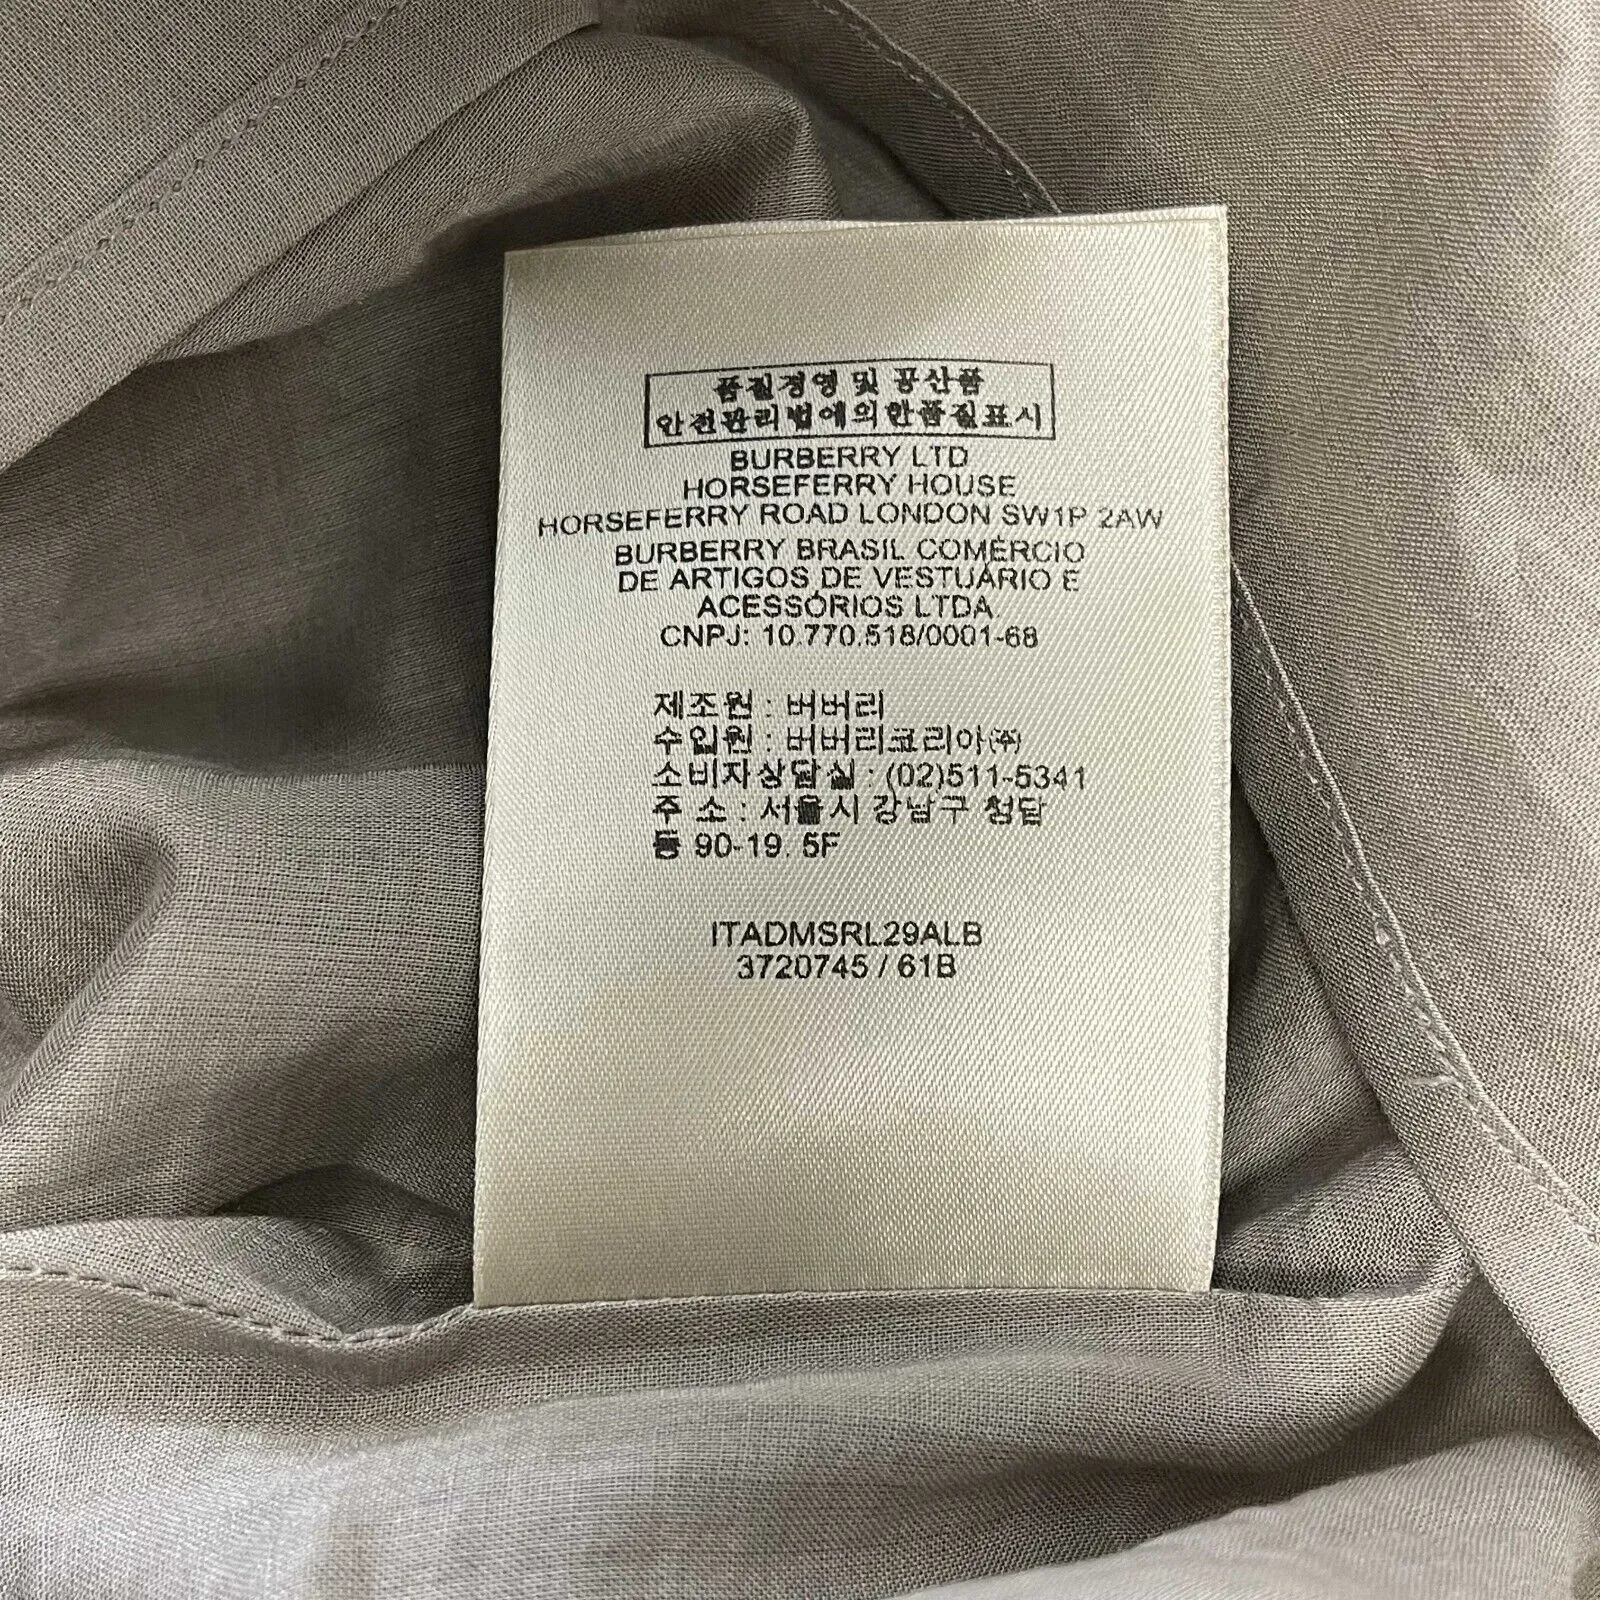 품질경영 및 공산품
안전관리법에의한품질표시
BURBERRY LTD
HORSEFERRY HOUSE
HORSEFERRY ROAD LONDON SW1P 2AW
BURBERRY BRASIL COMÉRCIO
DE ARTIGOS DE VESTUÁRIO E
ACESSÓRIOS LTDA.
CNPJ: 10.770.518/0001-68
제조원 : 버버리
수입원 : 버버리코리아(주)
소비자상담실 : (02)511-5341
주 소 : 서울시 강남구 청담
동 90-19. 5F
ITADMSRL29ALB
3720745 / 61B